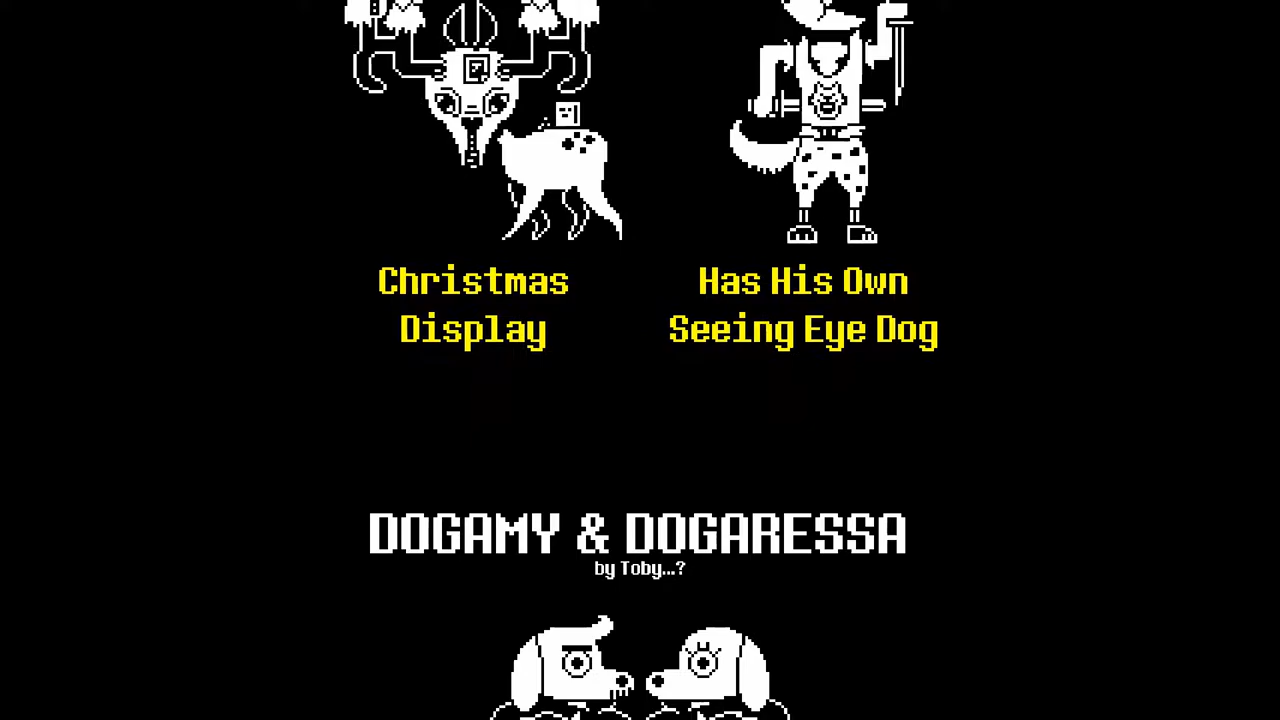 Christmas
Display
Has His Own
Seeing Eye Dog
DOGAMY & DOGARESSA
by Toby...?